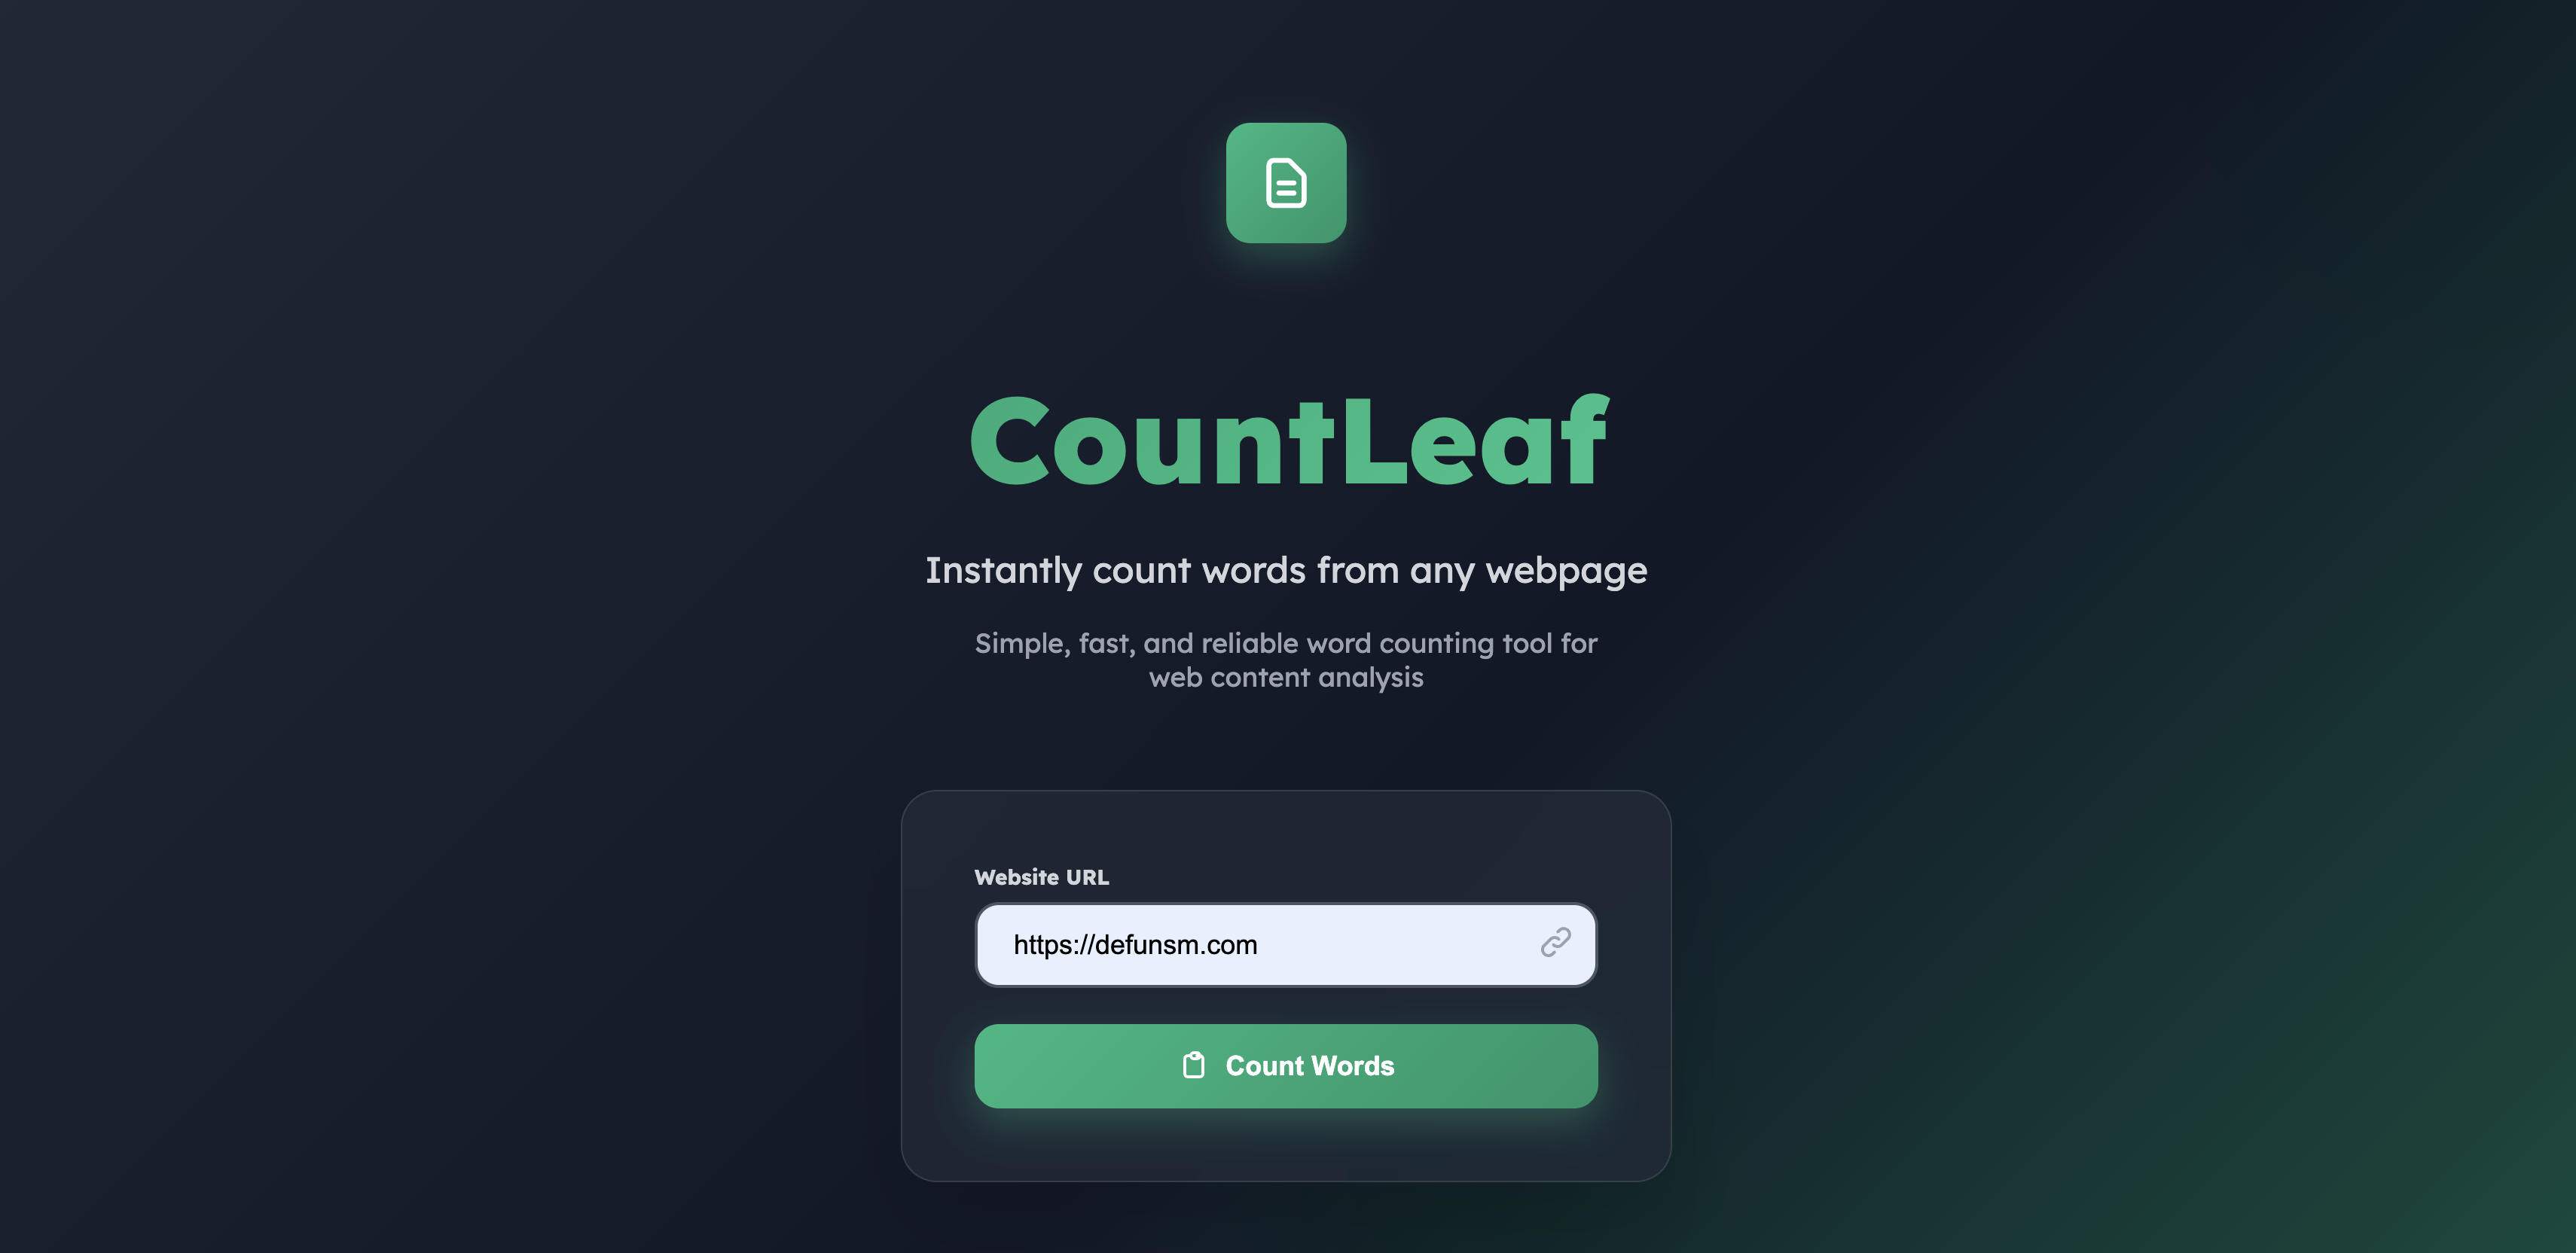 CountLeaf
Instantly count words from any webpage
Simple, fast, and reliable word counting tool for
web content analysis
Website URL
https://defunsm.com
Count Words